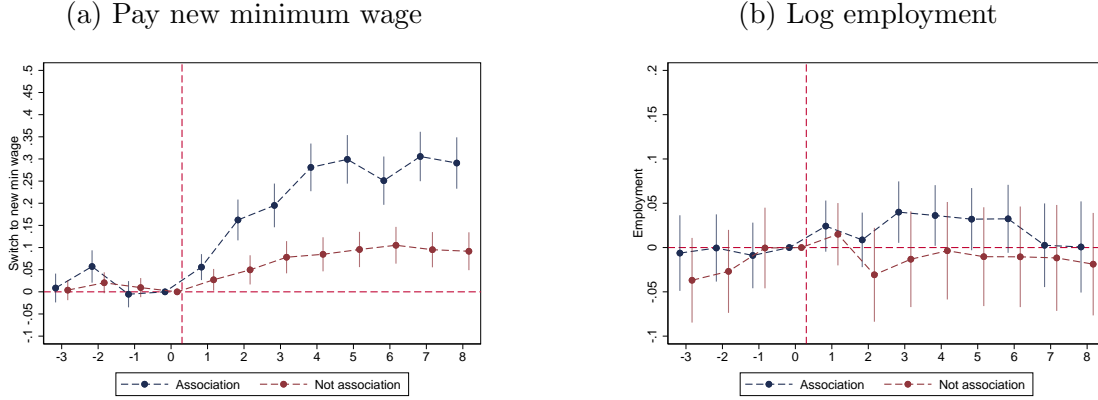 (a) Pay new minimum wage
(b) Log employment
Switch to new min wage
.5
.45
.4
.35
.3
.25
.2
.15
.1
.05
0
-.05
-.1
-3 -2 -1 0 1 2 3 4 5 6 7 8
Association Not association
Employment
.2
.15
.1
.05
0
-.05
-.1
-3 -2 -1 0 1 2 3 4 5 6 7 8
Association Not association